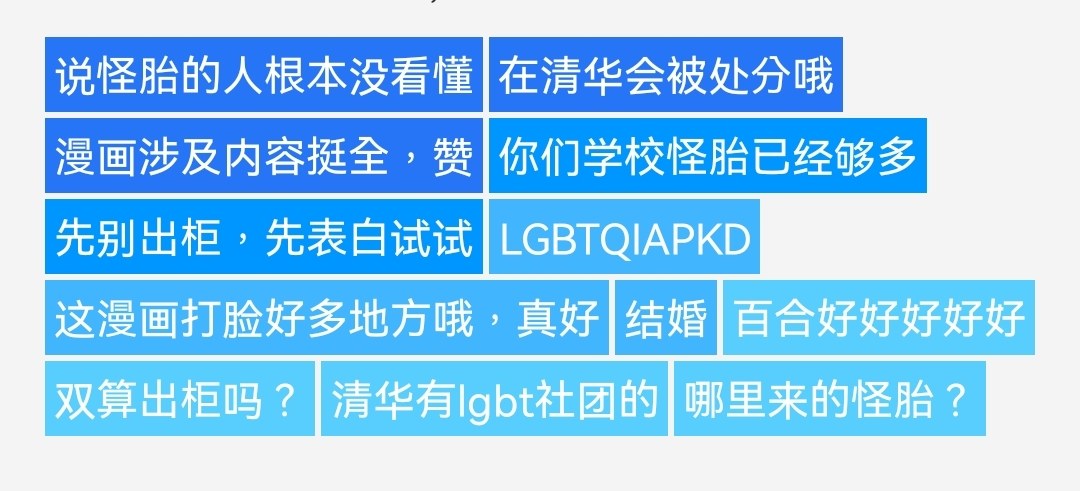 说怪胎的人根本没看懂 在清华会被处分哦
漫画涉及内容挺全，赞 你们学校怪胎已经够多
先别出柜，先表白试试 LGBTQIAPKD
这漫画打脸好多地方哦，真好 结婚 百合好好好好好
双算出柜吗？ 清华有lgbt社团的 哪里来的怪胎？